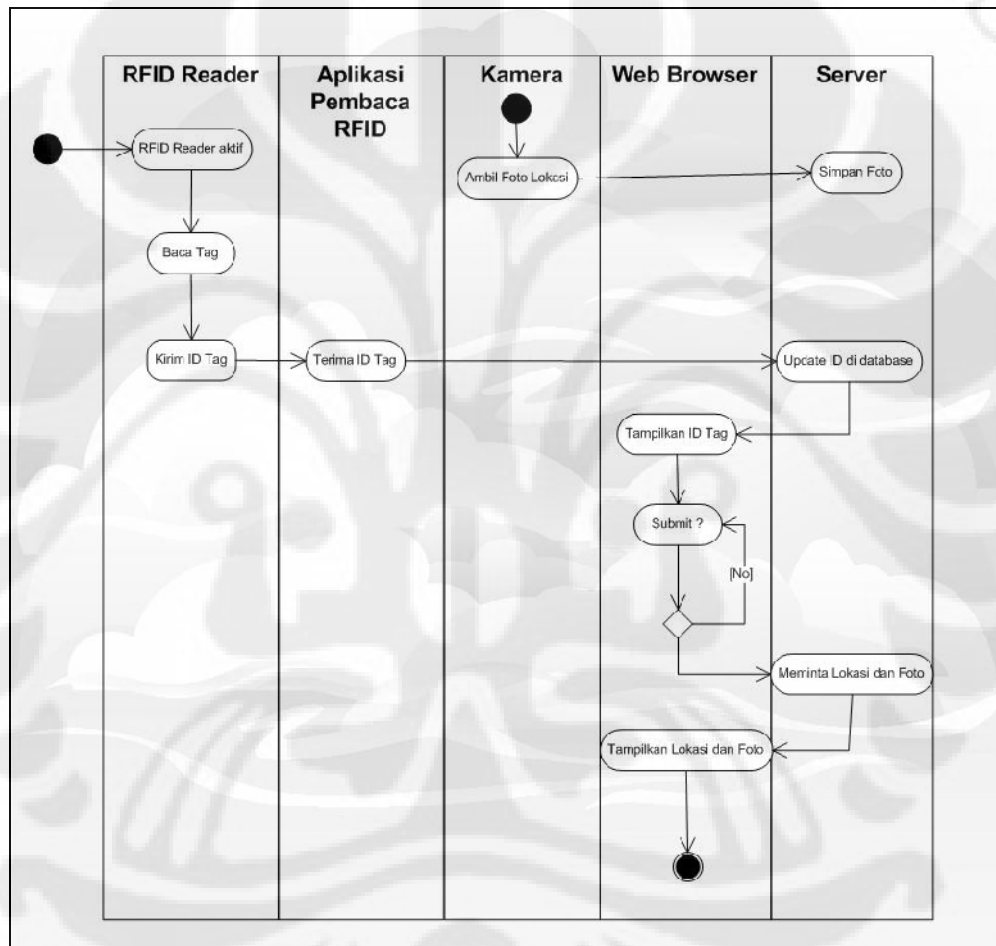 RFID Reader
Aplikasi
Pembaca
RFID
Kamera
Web Browser
Server
RFID Reader aktif
Ambil Foto Lokasi
Simpan Foto
Baca Tag
Kirim ID Tag
Terima ID Tag
Update ID di database
Tampilkan ID Tag
Submit ?
[No]
Meminta Lokasi dan Foto
Tampilkan Lokasi dan Foto